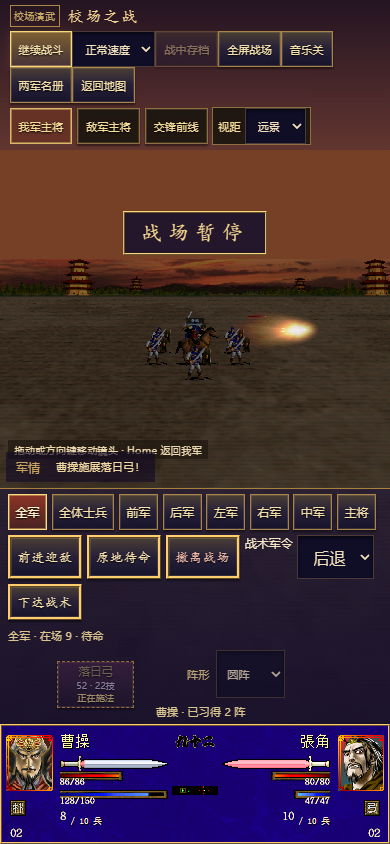 校场演武 校场之战
继续战斗 正常速度 战中存档 全屏战场 音乐关
两军名册 返回地图
我军主将 敌军主将 交锋前线 视距 远景
战场暂停
拖动或方向键移动镜头 · Home 返回我军
军情 曹操施展落日弓!
全军 全体士兵 前军 后军 左军 右军 中军 主将
前进迎敌 原地待命 撤离战场 战术军令 后退
下达战术
全军 · 在场 9 · 待命
落日弓
52 · 22技
正在施法
阵形 圆阵
曹操 · 已习得 2 阵
曹操 張角
86/86 80/80
128/150 47/47
8 / 10 兵 10 / 10 兵
02 02